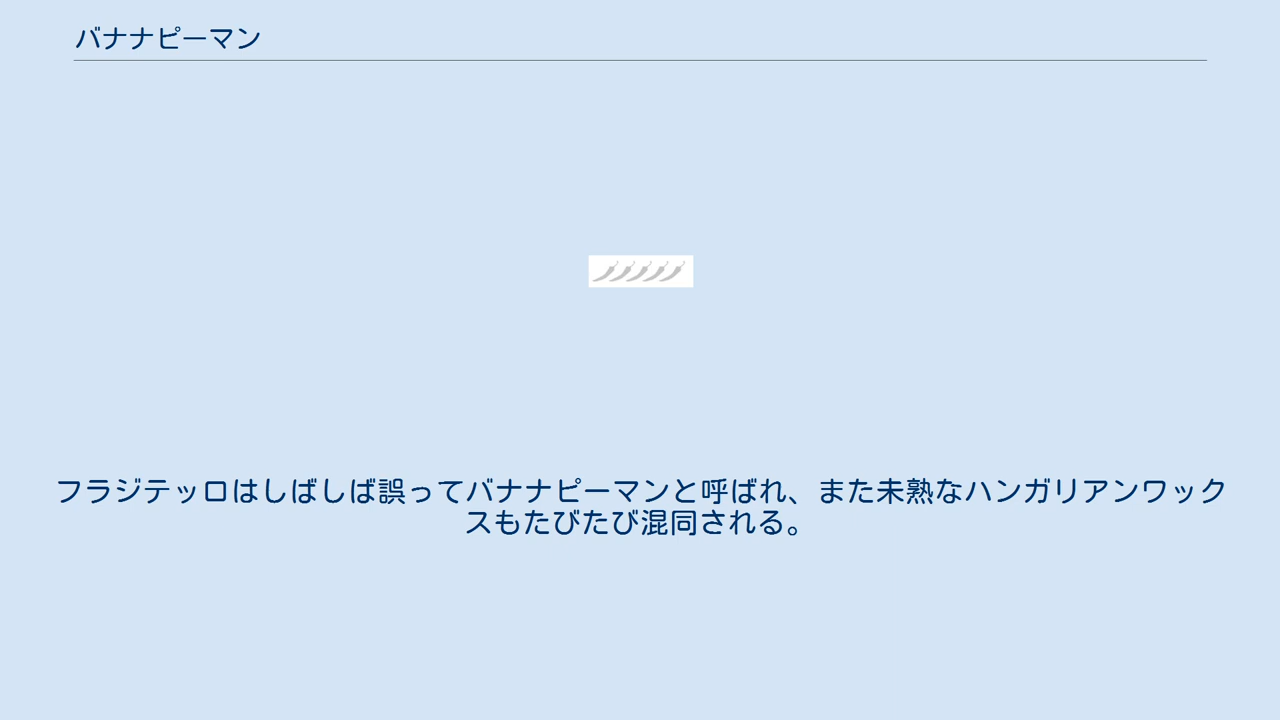 バナナピーマン
フラジテッロはしばしば誤ってバナナピーマンと呼ばれ、また未熟なハンガリアンワック
スもたびたび混同される。